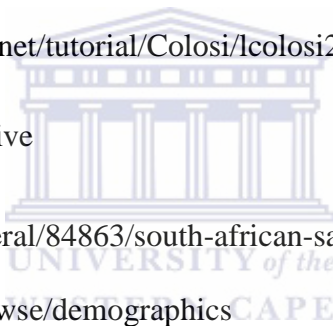 net/tutorial/Colosi/lcolosi2
ive
eral/84863/south-african-sa
UNIVERSITY of the
wse/demographics
WESTERN CAPE